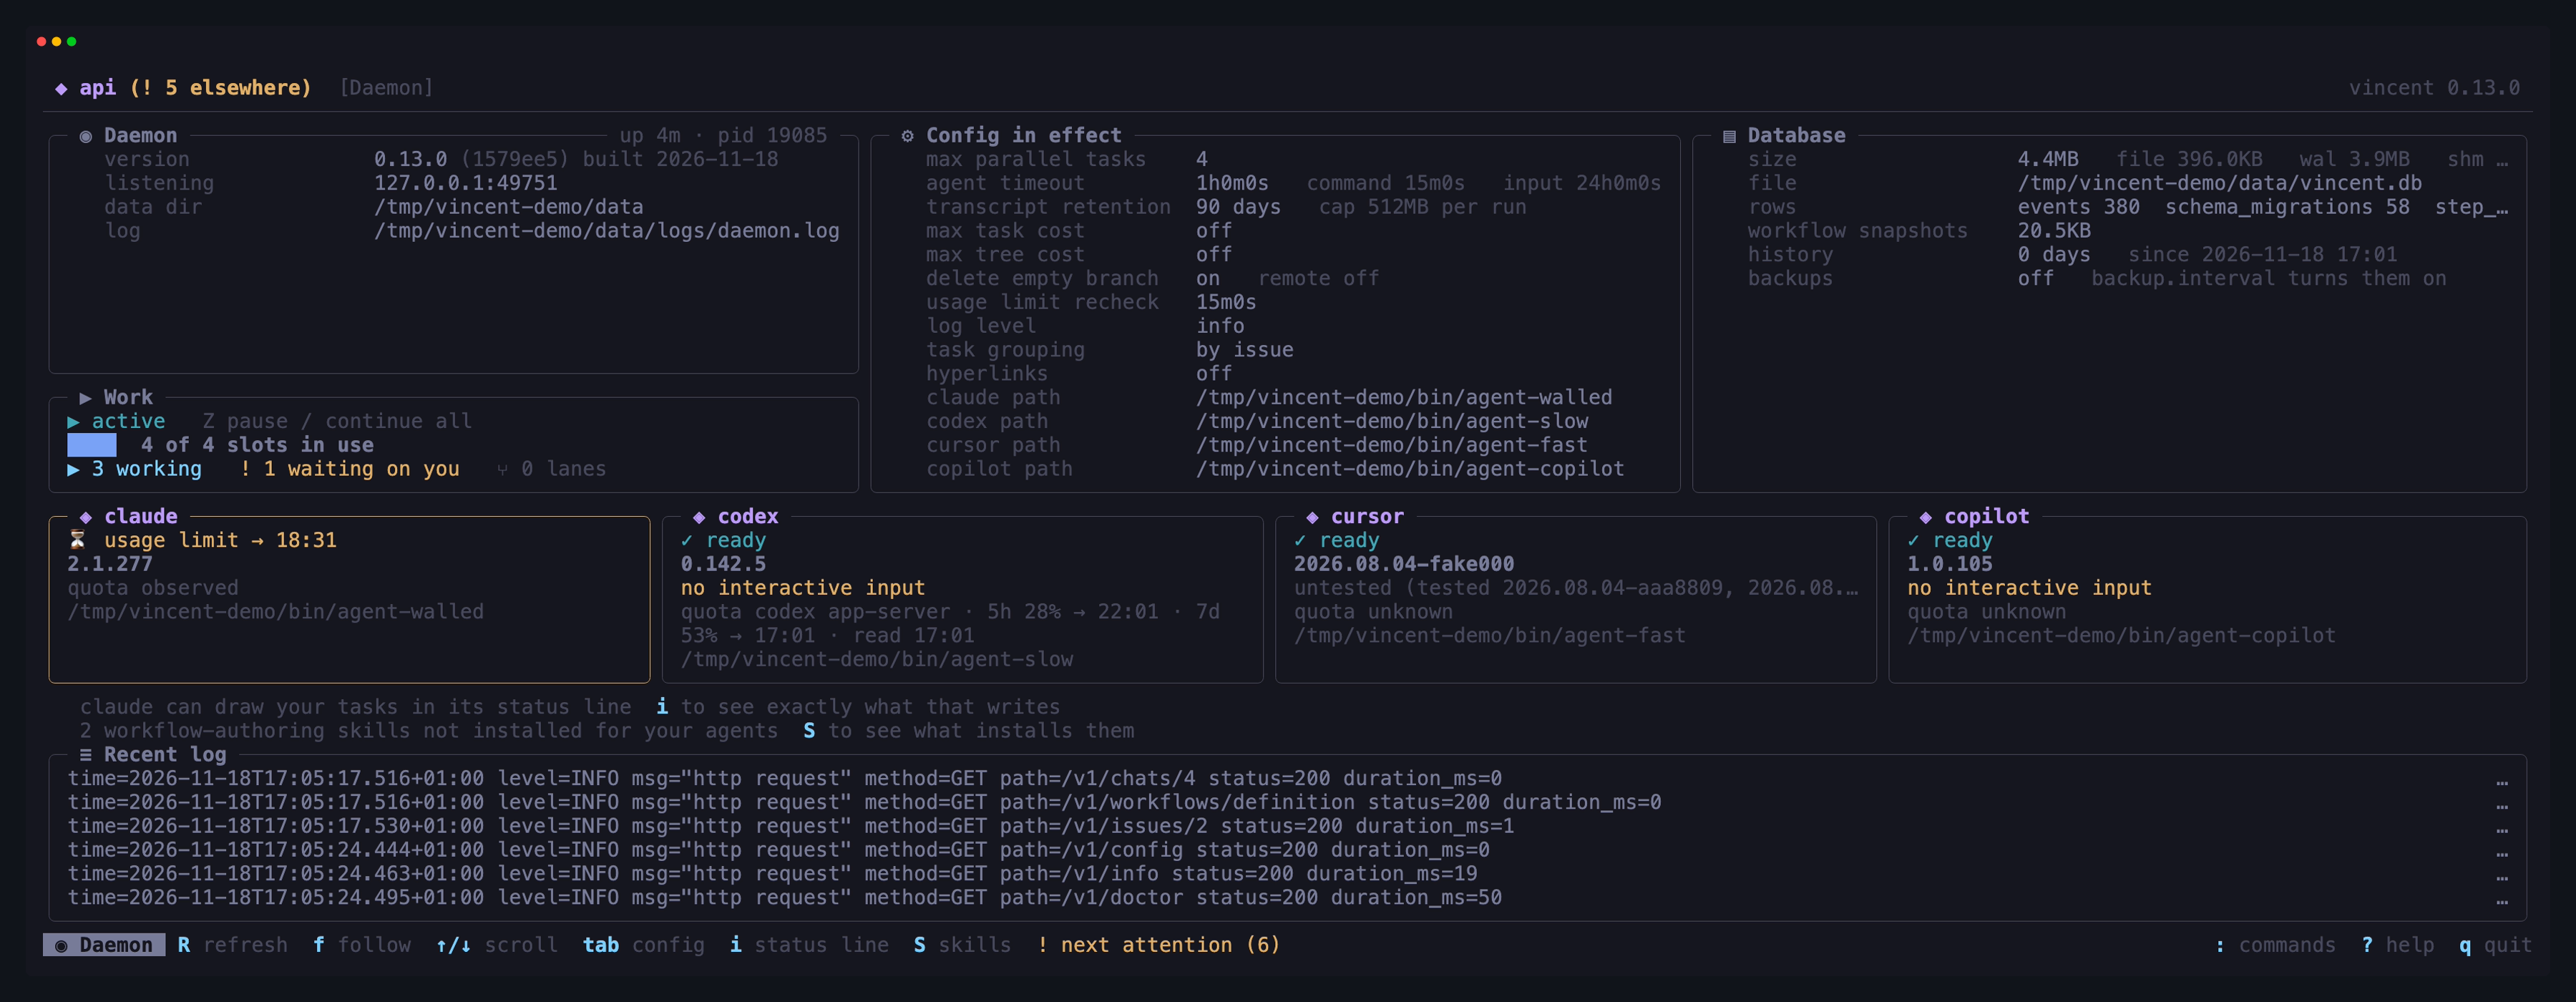 ◆ api (! 5 elsewhere) [Daemon] vincent 0.13.0
◉ Daemon up 4m · pid 19085
version 0.13.0 (1579ee5) built 2026-11-18
listening 127.0.0.1:49751
data dir /tmp/vincent-demo/data
log /tmp/vincent-demo/data/logs/daemon.log
▶ Work
▶ active Z pause / continue all
4 of 4 slots in use
▶ 3 working ! 1 waiting on you ⑂ 0 lanes
⚙ Config in effect
max parallel tasks 4
agent timeout 1h0m0s command 15m0s input 24h0m0s
transcript retention 90 days cap 512MB per run
max task cost off
max tree cost off
delete empty branch on remote off
usage limit recheck 15m0s
log level info
task grouping by issue
hyperlinks off
claude path /tmp/vincent-demo/bin/agent-walled
codex path /tmp/vincent-demo/bin/agent-slow
cursor path /tmp/vincent-demo/bin/agent-fast
copilot path /tmp/vincent-demo/bin/agent-copilot
▤ Database
size 4.4MB file 396.0KB wal 3.9MB shm …
file /tmp/vincent-demo/data/vincent.db
rows events 380 schema_migrations 58 step_…
workflow snapshots 20.5KB
history 0 days since 2026-11-18 17:01
backups off backup.interval turns them on
◈ claude
⏳ usage limit → 18:31
2.1.277
quota observed
/tmp/vincent-demo/bin/agent-walled
◈ codex
✓ ready
0.142.5
no interactive input
quota codex app-server · 5h 28% → 22:01 · 7d
53% → 17:01 · read 17:01
/tmp/vincent-demo/bin/agent-slow
◈ cursor
✓ ready
2026.08.04-fake000
untested (tested 2026.08.04-aaa8809, 2026.08.…
quota unknown
/tmp/vincent-demo/bin/agent-fast
◈ copilot
✓ ready
1.0.105
no interactive input
quota unknown
/tmp/vincent-demo/bin/agent-copilot
claude can draw your tasks in its status line i to see exactly what that writes
2 workflow-authoring skills not installed for your agents S to see what installs them
≡ Recent log
time=2026-11-18T17:05:17.516+01:00 level=INFO msg="http request" method=GET path=/v1/chats/4 status=200 duration_ms=0 …
time=2026-11-18T17:05:17.516+01:00 level=INFO msg="http request" method=GET path=/v1/workflows/definition status=200 duration_ms=0 …
time=2026-11-18T17:05:17.530+01:00 level=INFO msg="http request" method=GET path=/v1/issues/2 status=200 duration_ms=1 …
time=2026-11-18T17:05:24.444+01:00 level=INFO msg="http request" method=GET path=/v1/config status=200 duration_ms=0 …
time=2026-11-18T17:05:24.463+01:00 level=INFO msg="http request" method=GET path=/v1/info status=200 duration_ms=19 …
time=2026-11-18T17:05:24.495+01:00 level=INFO msg="http request" method=GET path=/v1/doctor status=200 duration_ms=50 …
◉ Daemon R refresh f follow ↑/↓ scroll tab config i status line S skills ! next attention (6) : commands ? help q quit